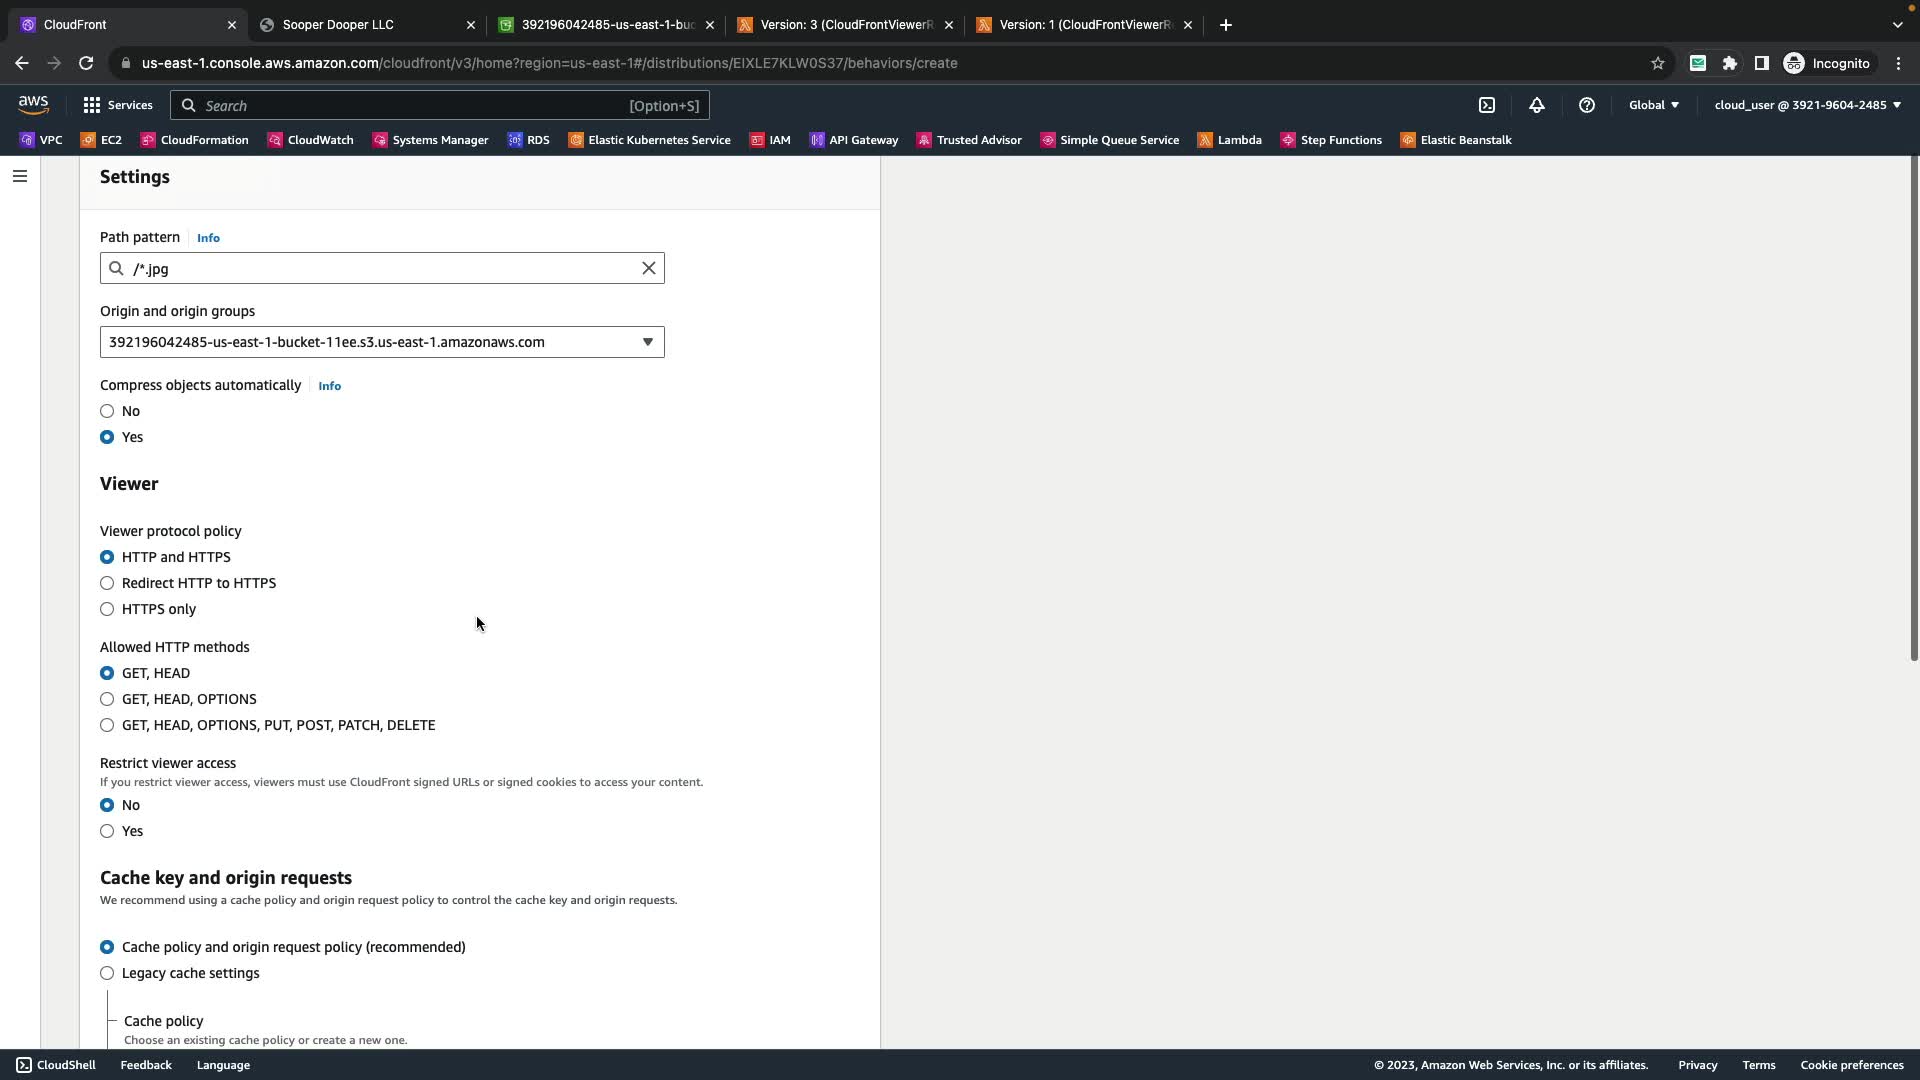 CloudFront
Sooper Dooper LLC
392196042485-us-east-1-buc
Version: 3 (CloudFrontViewerR
Version: 1 (CloudFrontViewerR
us-east-1.console.aws.amazon.com/cloudfront/v3/home?region=us-east-1#/distributions/EIXLE7KLW0S37/behaviors/create
Incognito
aws
Services
Search
[Option+S]
Global
cloud_user @ 3921-9604-2485
VPC
EC2
CloudFormation
CloudWatch
Systems Manager
RDS
Elastic Kubernetes Service
IAM
API Gateway
Trusted Advisor
Simple Queue Service
Lambda
Step Functions
Elastic Beanstalk
Settings
Path pattern
Info
/*.jpg
Origin and origin groups
392196042485-us-east-1-bucket-11ee.s3.us-east-1.amazonaws.com
Compress objects automatically
Info
No
Yes
Viewer
Viewer protocol policy
HTTP and HTTPS
Redirect HTTP to HTTPS
HTTPS only
Allowed HTTP methods
GET, HEAD
GET, HEAD, OPTIONS
GET, HEAD, OPTIONS, PUT, POST, PATCH, DELETE
Restrict viewer access
If you restrict viewer access, viewers must use CloudFront signed URLs or signed cookies to access your content.
No
Yes
Cache key and origin requests
We recommend using a cache policy and origin request policy to control the cache key and origin requests.
Cache policy and origin request policy (recommended)
Legacy cache settings
Cache policy
Choose an existing cache policy or create a new one.
CloudShell
Feedback
Language
© 2023, Amazon Web Services, Inc. or its affiliates.
Privacy
Terms
Cookie preferences